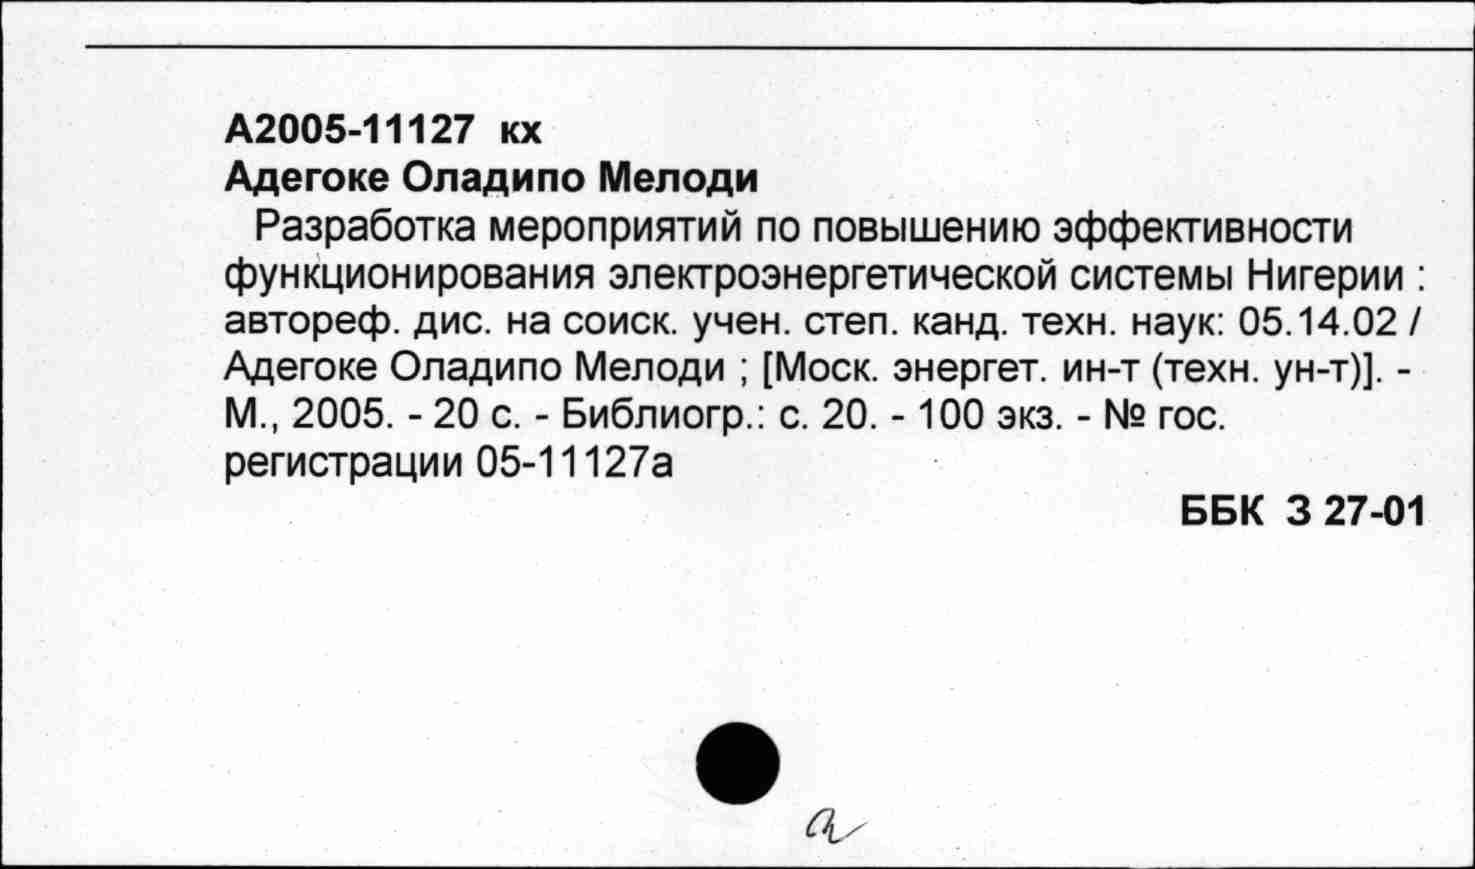 А2005-11127 кх
Адегоке Оладипо Мелоди
Разработка мероприятий по повышению эффективности
функционирования электроэнергетической системы Нигерии :
автореф. дис. на соиск. учен. степ. канд. техн. наук: 05.14.02 /
Адегоке Оладипо Мелоди ; [Моск. энергет. ин-т (техн. ун-т)]. -
М., 2005. - 20 с. - Библиогр.: с. 20. - 100 экз. - № гос.
регистрации 05-11127а
ББК З 27-01